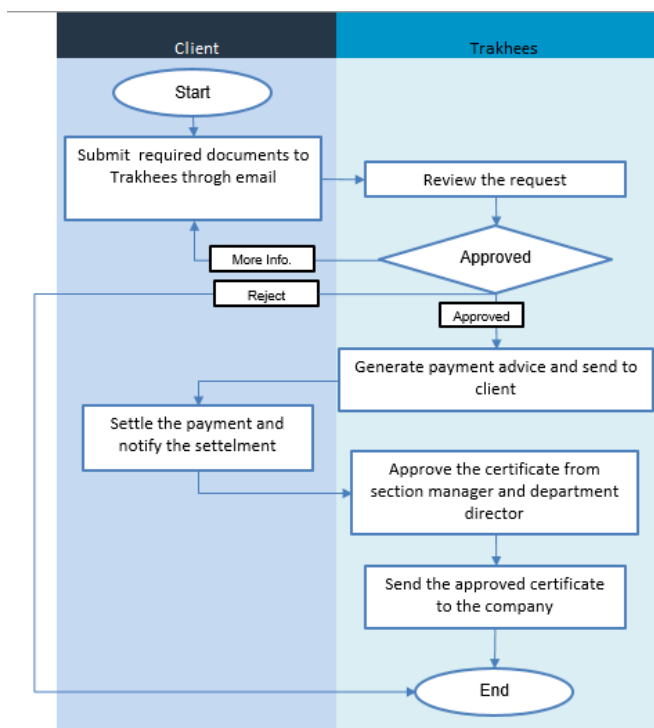 Client
Trakhees
Start
Submit required documents to
Trakhees throgh email
Review the request
Approved
More Info.
Reject
Approved
Generate payment advice and send to
client
Settle the payment and
notify the settelment
Approve the certificate from
section manager and department
director
Send the approved certificate
to the company
End